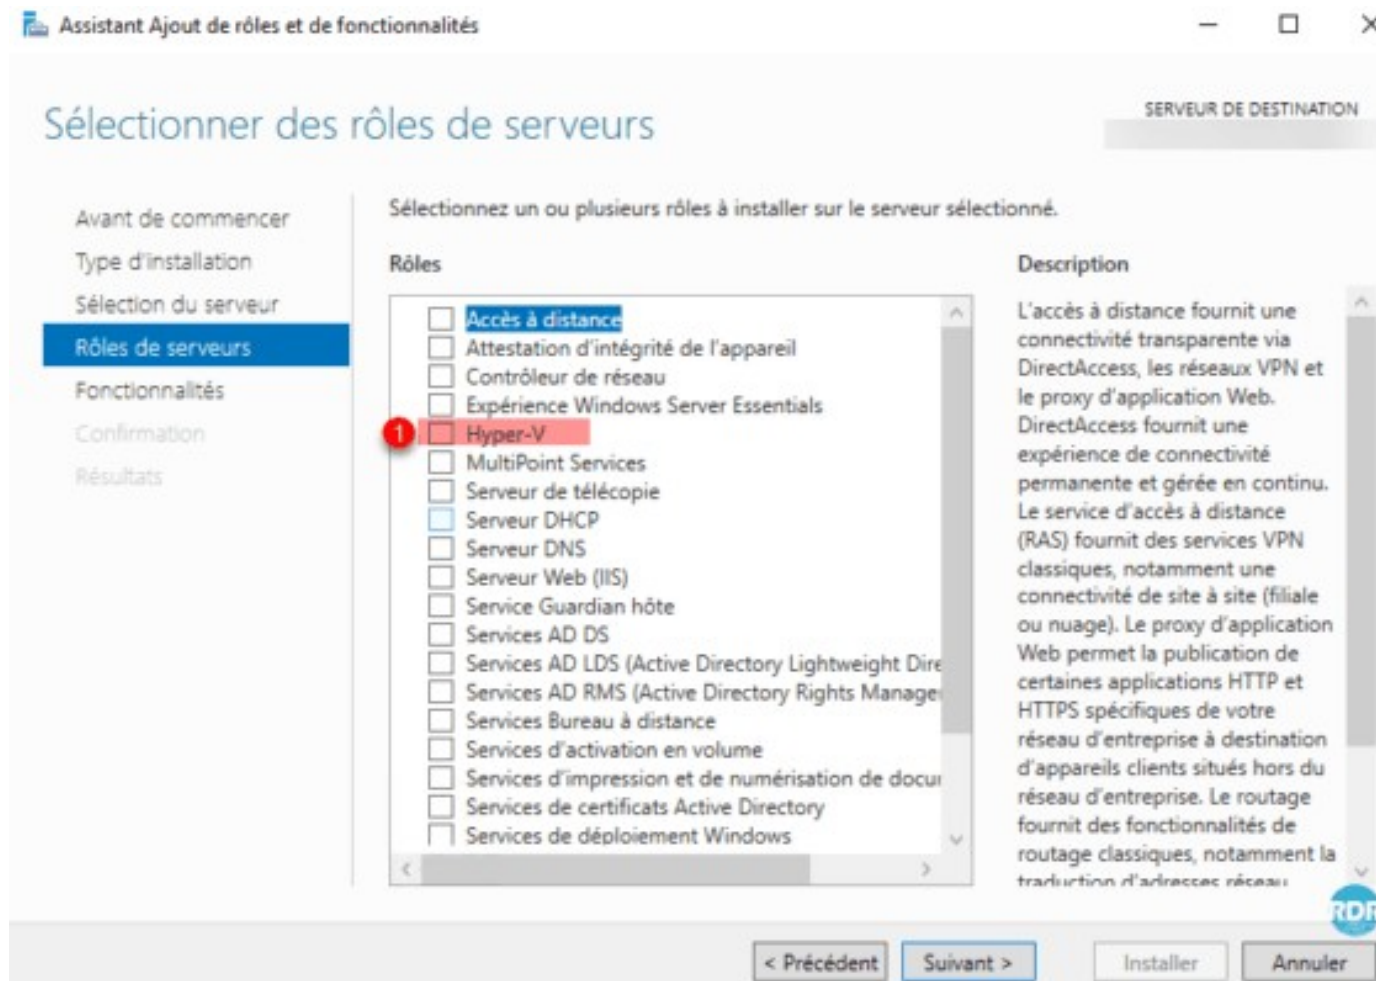 Assistant Ajout de rôles et de fonctionnalités
Sélectionner des rôles de serveurs
SERVEUR DE DESTINATION
Avant de commencer
Type d'installation
Sélection du serveur
Rôles de serveurs
Fonctionnalités
Confirmation
Résultats
Sélectionnez un ou plusieurs rôles à installer sur le serveur sélectionné.
Rôles
Accès à distance
Attestation d'intégrité de l'appareil
Contrôleur de réseau
Expérience Windows Server Essentials
1 Hyper-V
MultiPoint Services
Serveur de télécopie
Serveur DHCP
Serveur DNS
Serveur Web (IIS)
Service Guardian hôte
Services AD DS
Services AD LDS (Active Directory Lightweight Dire
Services AD RMS (Active Directory Rights Manage
Services Bureau à distance
Services d'activation en volume
Services d'impression et de numérisation de docu
Services de certificats Active Directory
Services de déploiement Windows
Description
L'accès à distance fournit une
connectivité transparente via
DirectAccess, les réseaux VPN et
le proxy d'application Web.
DirectAccess fournit une
expérience de connectivité
permanente et gérée en continu.
Le service d'accès à distance
(RAS) fournit des services VPN
classiques, notamment une
connectivité de site à site (filiale
ou nuage). Le proxy d'application
Web permet la publication de
certaines applications HTTP et
HTTPS spécifiques de votre
réseau d'entreprise à destination
d'appareils clients situés hors du
réseau d'entreprise. Le routage
fournit des fonctionnalités de
routage classiques, notamment la
traduction d'adresses réseau
RDR
< Précédent
Suivant >
Installer
Annuler